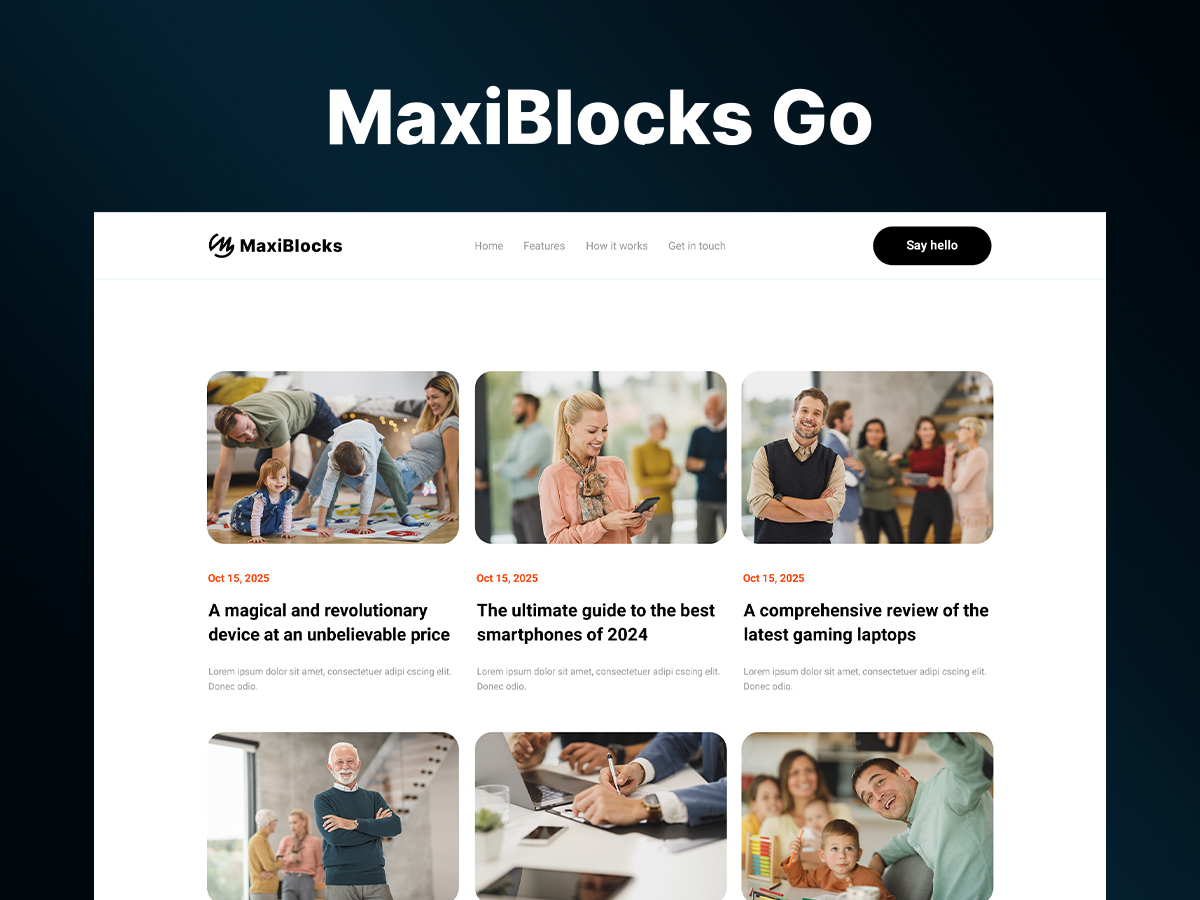 MaxiBlocks Go
MaxiBlocks
Home Features How it works Get in touch
Say hello
Oct 15, 2025
A magical and revolutionary
device at an unbelievable price
Lorem ipsum dolor sit amet, consectetuer adipi cscing elit.
Donec odio.
Oct 15, 2025
The ultimate guide to the best
smartphones of 2024
Lorem ipsum dolor sit amet, consectetuer adipi cscing elit.
Donec odio.
Oct 15, 2025
A comprehensive review of the
latest gaming laptops
Lorem ipsum dolor sit amet, consectetuer adipi cscing elit.
Donec odio.